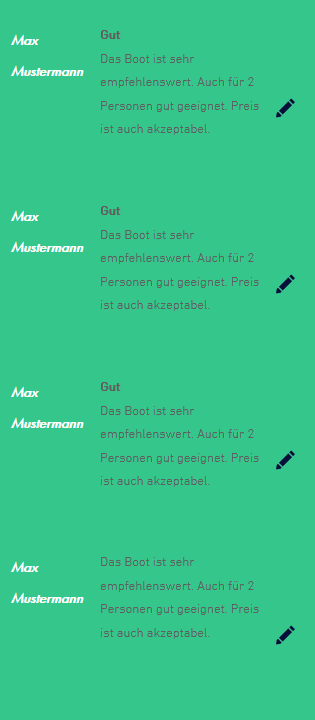 Max
Mustermann
Gut
Das Boot ist sehr
empfehlenswert. Auch für 2
Personen gut geeignet. Preis
ist auch akzeptabel.
Max
Mustermann
Gut
Das Boot ist sehr
empfehlenswert. Auch für 2
Personen gut geeignet. Preis
ist auch akzeptabel.
Max
Mustermann
Gut
Das Boot ist sehr
empfehlenswert. Auch für 2
Personen gut geeignet. Preis
ist auch akzeptabel.
Max
Mustermann
Das Boot ist sehr
empfehlenswert. Auch für 2
Personen gut geeignet. Preis
ist auch akzeptabel.